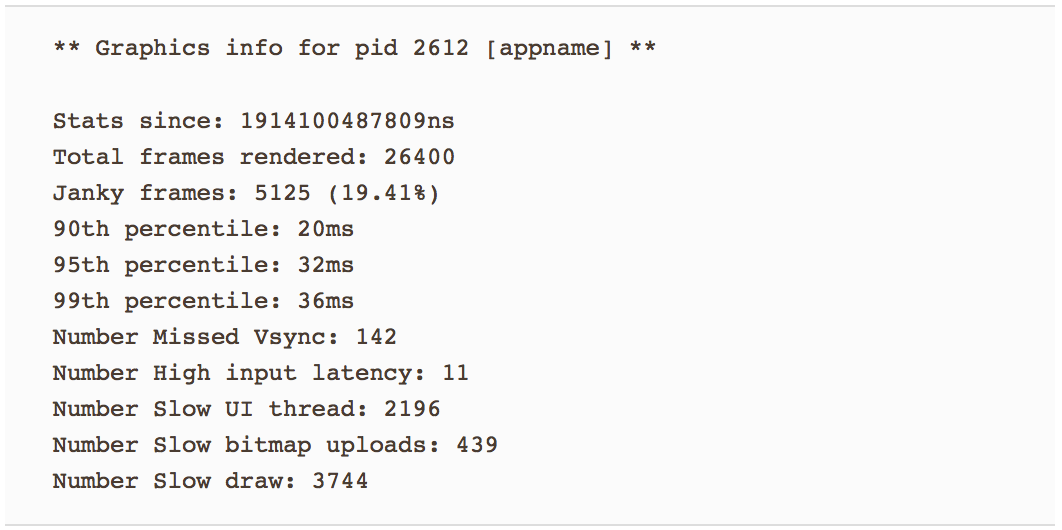 ** Graphics info for pid 2612 [appname] **
Stats since: 1914100487809ns
Total frames rendered: 26400
Janky frames: 5125 (19.41%)
90th percentile: 20ms
95th percentile: 32ms
99th percentile: 36ms
Number Missed Vsync: 142
Number High input latency: 11
Number Slow UI thread: 2196
Number Slow bitmap uploads: 439
Number Slow draw: 3744